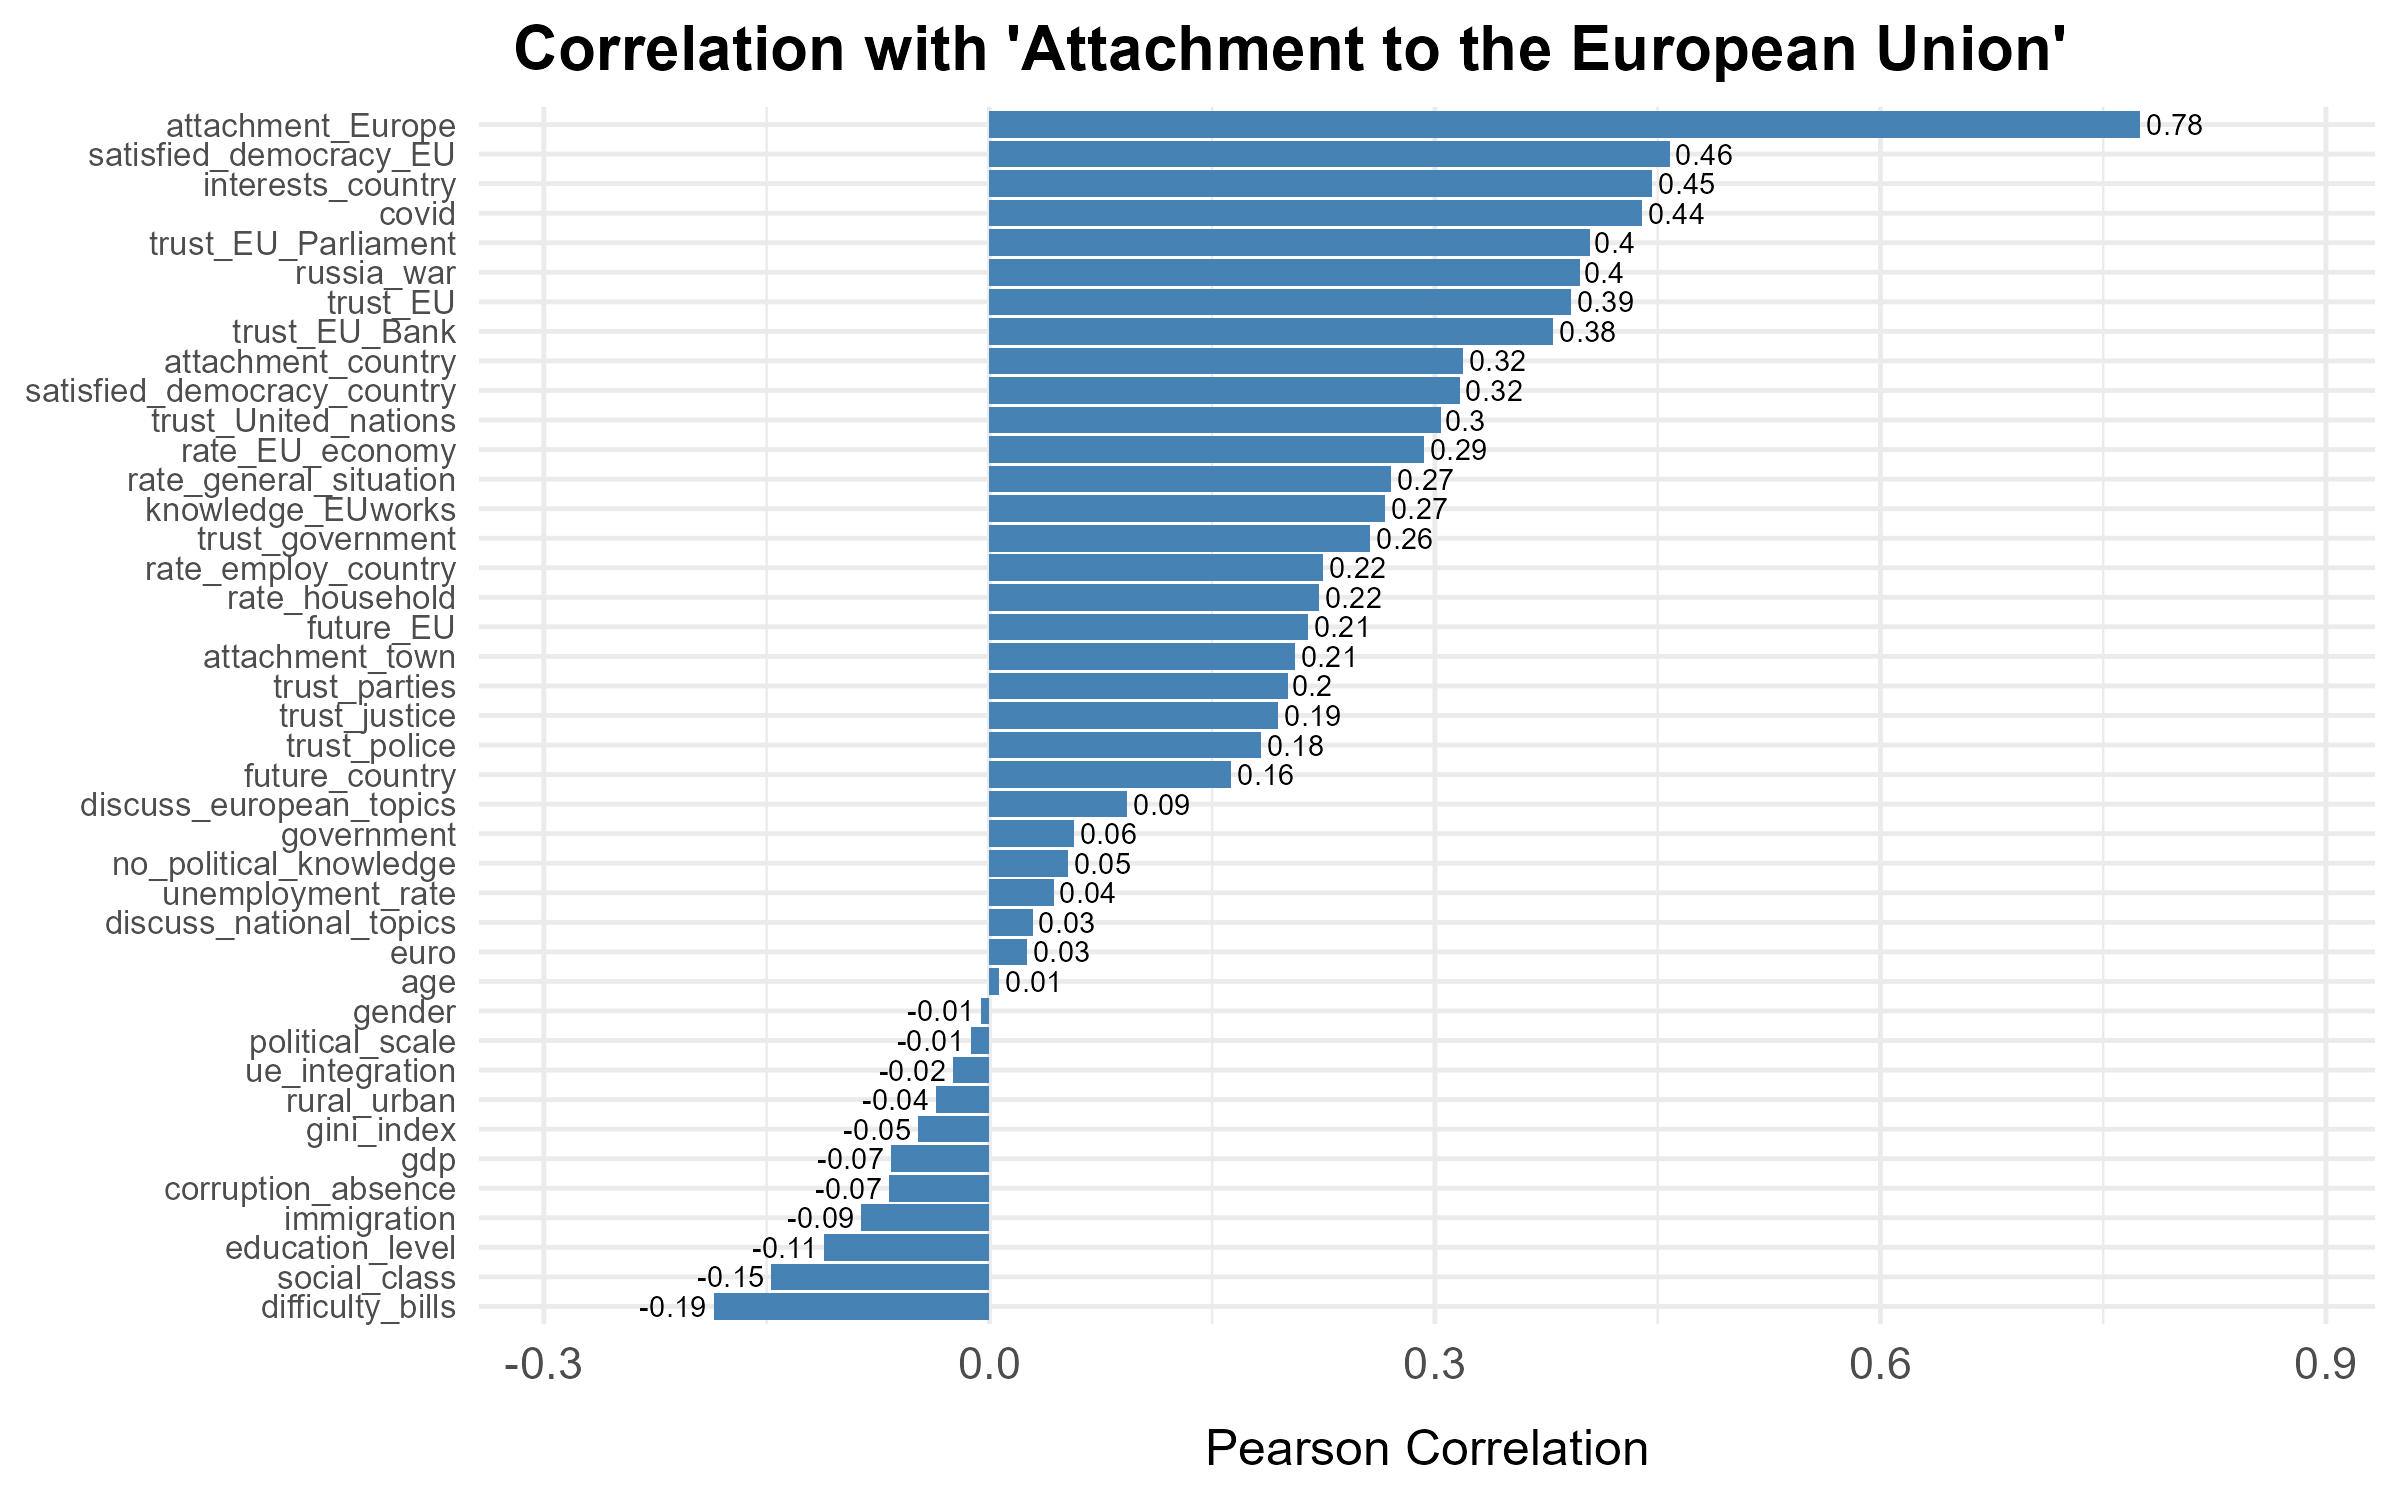 Correlation with 'Attachment to the European Union'
attachment_Europe 0.78
satisfied_democracy_EU 0.46
interests_country 0.45
covid 0.44
trust_EU_Parliament 0.4
russia_war 0.4
trust_EU 0.39
trust_EU_Bank 0.38
attachment_country 0.32
satisfied_democracy_country 0.32
trust_United_nations 0.3
rate_EU_economy 0.29
rate_general_situation 0.27
knowledge_EUworks 0.27
trust_government 0.26
rate_employ_country 0.22
rate_household 0.22
future_EU 0.21
attachment_town 0.21
trust_parties 0.2
trust_justice 0.19
trust_police 0.18
future_country 0.16
discuss_european_topics 0.09
government 0.06
no_political_knowledge 0.05
unemployment_rate 0.04
discuss_national_topics 0.03
euro 0.03
age 0.01
gender -0.01
political_scale -0.01
ue_integration -0.02
rural_urban -0.04
gini_index -0.05
gdp -0.07
corruption_absence -0.07
immigration -0.09
education_level -0.11
social_class -0.15
difficulty_bills -0.19
-0.3 0.0 0.3 0.6 0.9
Pearson Correlation